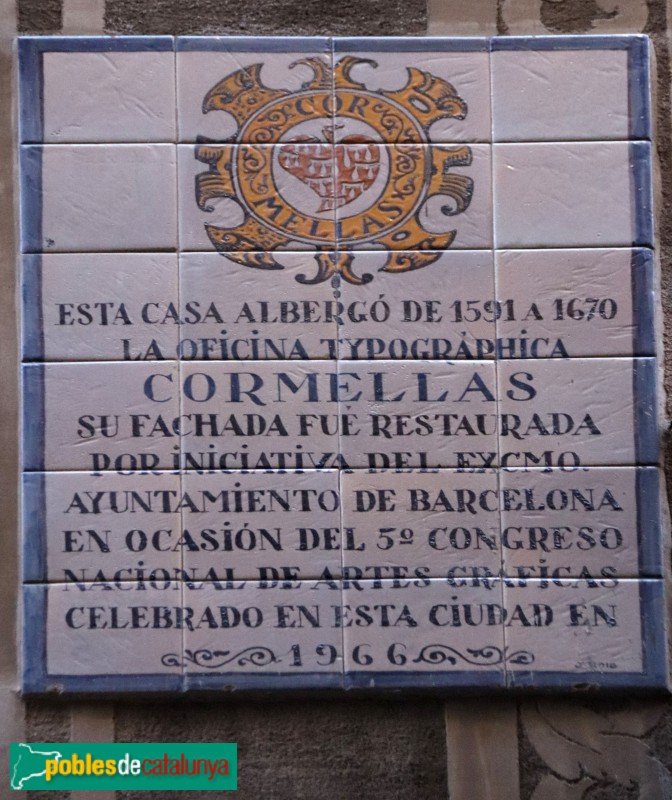 COR
MELLAS
ESTA CASA ALBERGÓ DE 1591 A 1670
LA OFICINA TYPOGRÁPHICA
CORMELLAS
SU FACHADA FUÉ RESTAURADA
POR INICIATIVA DEL EXCMO.
AYUNTAMIENTO DE BARCELONA
EN OCASIÓN DEL 5º CONGRESO
NACIONAL DE ARTES GRAFICAS
CELEBRADO EN ESTA CIUDAD EN
1966
poblesdecatalunya